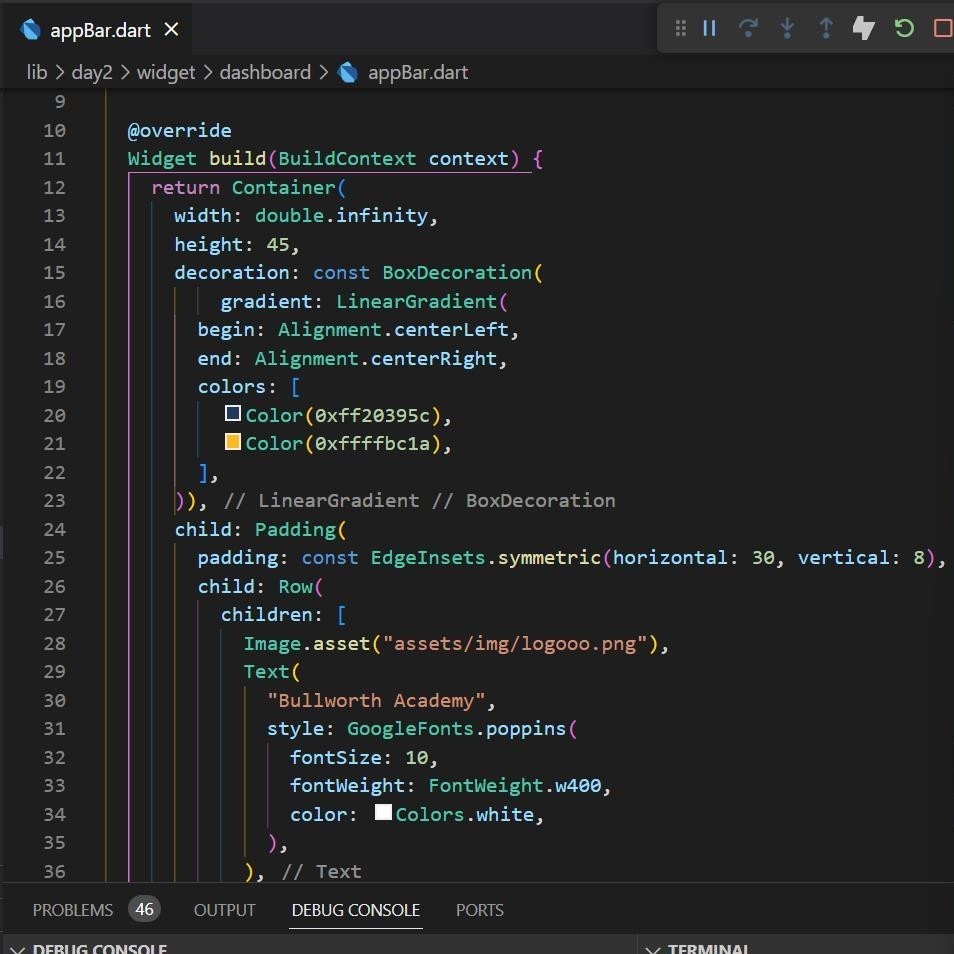 appBar.dart
lib > day2 > widget > dashboard > appBar.dart
9
10 @override
11 Widget build(BuildContext context) {
12 return Container(
13 width: double.infinity,
14 height: 45,
15 decoration: const BoxDecoration(
16 gradient: LinearGradient(
17 begin: Alignment.centerLeft,
18 end: Alignment.centerRight,
19 colors: [
20 Color(0xff20395c),
21 Color(0xffffbc1a),
22 ],
23 )), // LinearGradient // BoxDecoration
24 child: Padding(
25 padding: const EdgeInsets.symmetric(horizontal: 30, vertical: 8),
26 child: Row(
27 children: [
28 Image.asset("assets/img/logooo.png"),
29 Text(
30 "Bullworth Academy",
31 style: GoogleFonts.poppins(
32 fontSize: 10,
33 fontWeight: FontWeight.w400,
34 color: Colors.white,
35 ),
36 ), // Text
PROBLEMS 46 OUTPUT DEBUG CONSOLE PORTS
DEBUG CONSOLE TERMINAL